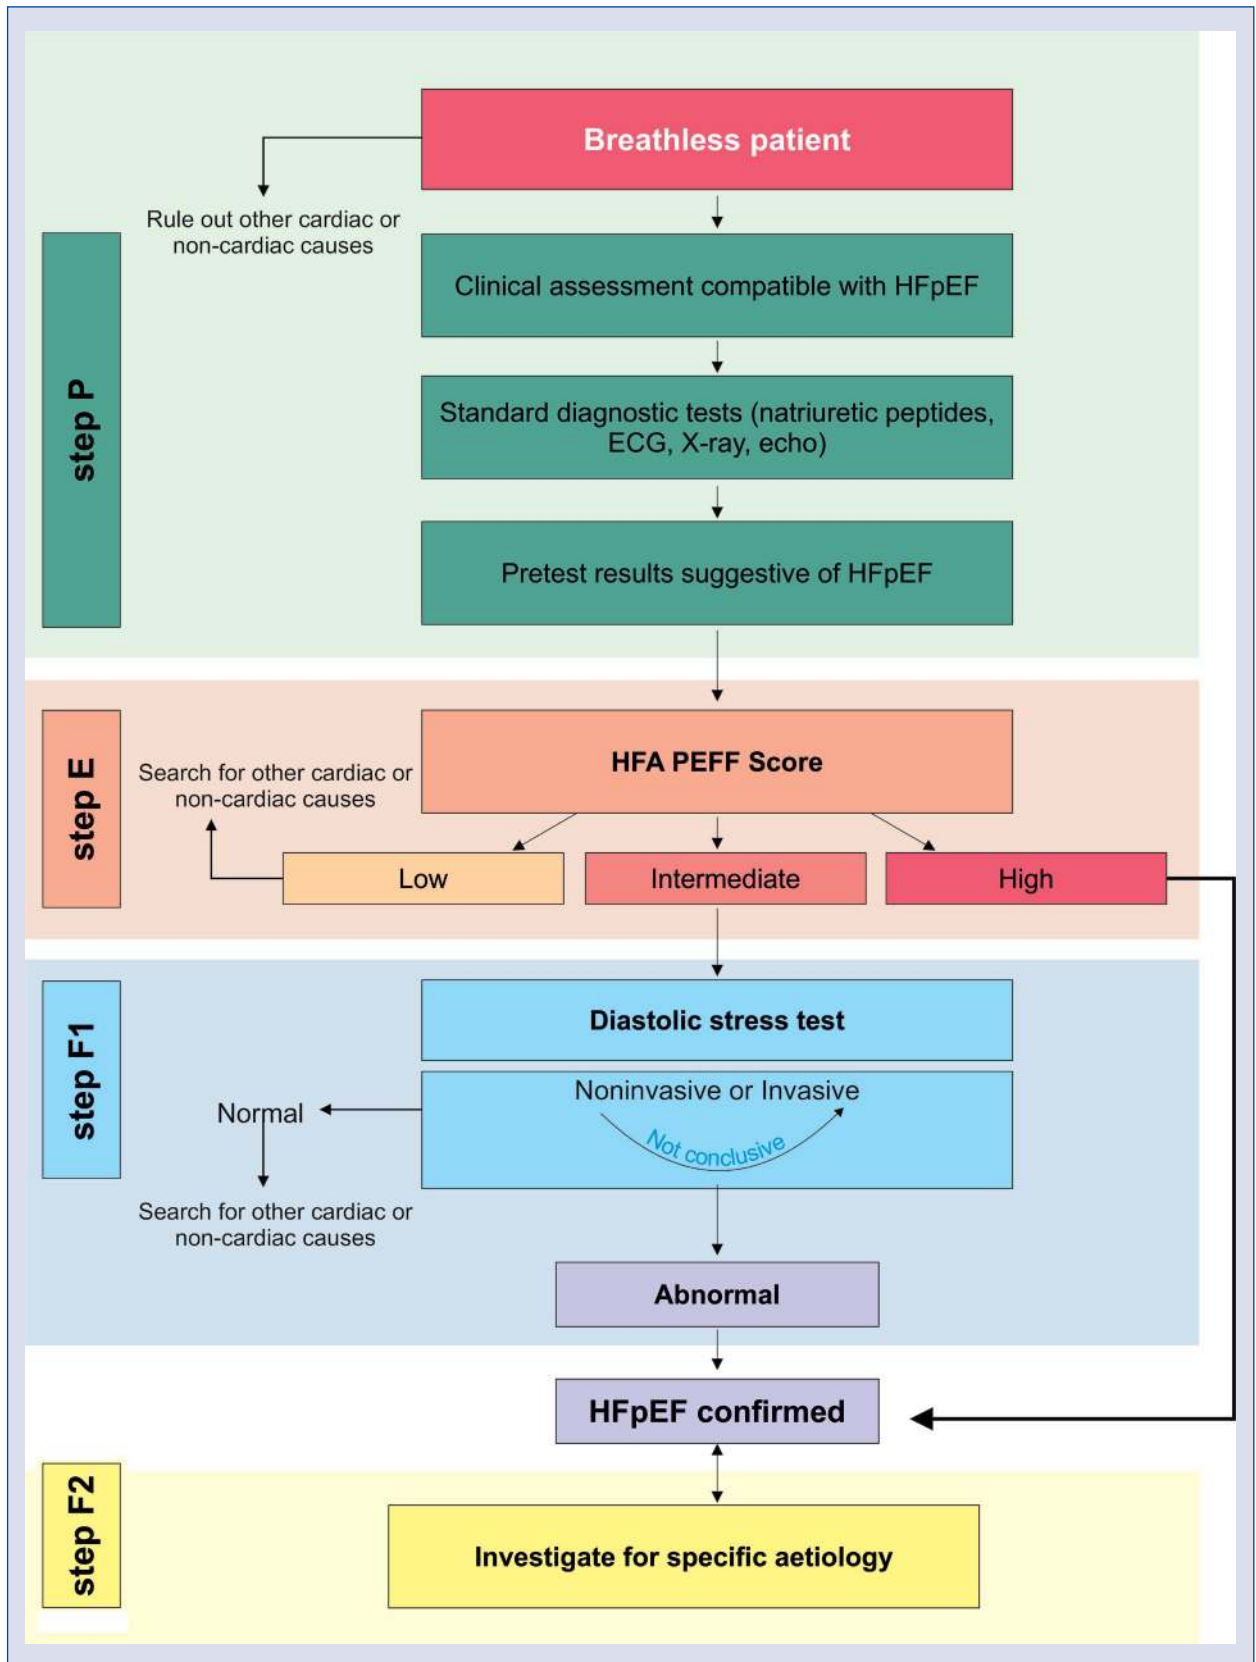 Breathless patient
Rule out other cardiac or
non-cardiac causes
step P
Clinical assessment compatible with HFpEF
Standard diagnostic tests (natriuretic peptides,
ECG, X-ray, echo)
Pretest results suggestive of HFpEF
step E
HFA PEFF Score
Search for other cardiac or
non-cardiac causes
Low
Intermediate
High
step F1
Diastolic stress test
Noninvasive or Invasive
Not conclusive
Normal
Search for other cardiac or
non-cardiac causes
Abnormal
HFpEF confirmed
step F2
Investigate for specific aetiology